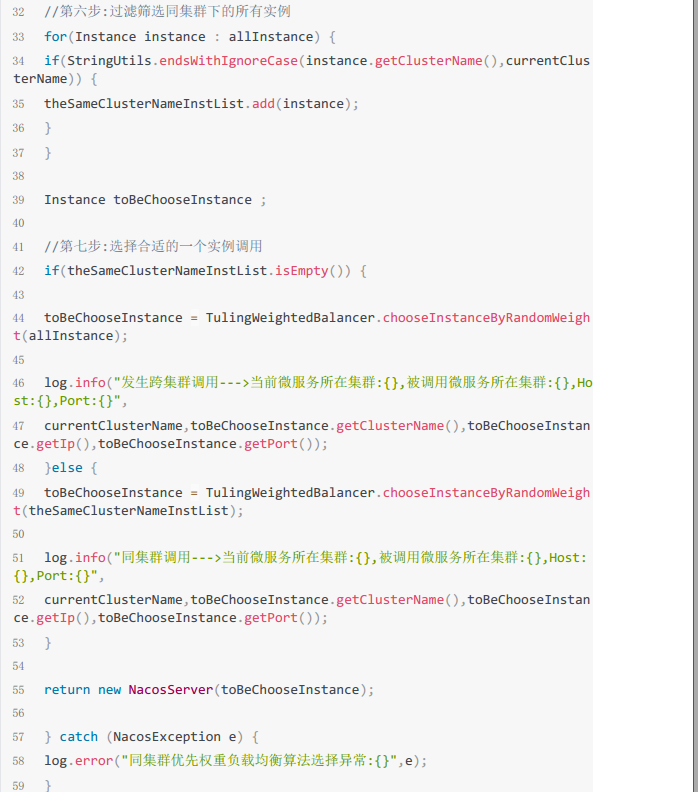 32 //第六步:过滤筛选同集群下的所有实例
33 for(Instance instance : allInstance) {
34 if(StringUtils.endsWithIgnoreCase(instance.getClusterName(),currentClus
terName)) {
35 theSameClusterNameInstList.add(instance);
36 }
37 }
38
39 Instance toBeChooseInstance ;
40
41 //第七步:选择合适的一个实例调用
42 if(theSameClusterNameInstList.isEmpty()) {
43
44 toBeChooseInstance = TulingWeightedBalancer.chooseInstanceByRandomWeigh
t(allInstance);
45
46 log.info("发生跨集群调用--->当前微服务所在集群:{},被调用微服务所在集群:{},Ho
st:{},Port:{}",
47 currentClusterName,toBeChooseInstance.getClusterName(),toBeChooseInstan
ce.getIp(),toBeChooseInstance.getPort());
48 }else {
49 toBeChooseInstance = TulingWeightedBalancer.chooseInstanceByRandomWeigh
t(theSameClusterNameInstList);
50
51 log.info("同集群调用--->当前微服务所在集群:{},被调用微服务所在集群:{},Host:
{},Port:{}",
52 currentClusterName,toBeChooseInstance.getClusterName(),toBeChooseInstan
ce.getIp(),toBeChooseInstance.getPort());
53 }
54
55 return new NacosServer(toBeChooseInstance);
56
57 } catch (NacosException e) {
58 log.error("同集群优先权重负载均衡算法选择异常:{}",e);
59 }